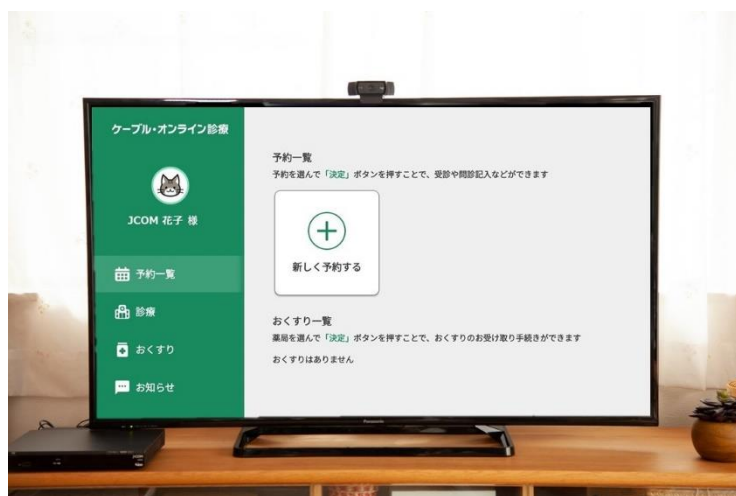 ケーブル・オンライン診療
JCOM 花子 様
予約一覧
診療
おくすり
お知らせ
予約一覧
予約を選んで「決定」ボタンを押すことで、受診や問診記入などができます
新しく予約する
おくすり一覧
薬局を選んで「決定」ボタンを押すことで、おくすりのお受け取り手続きができます
おくすりはありません
Panasonic